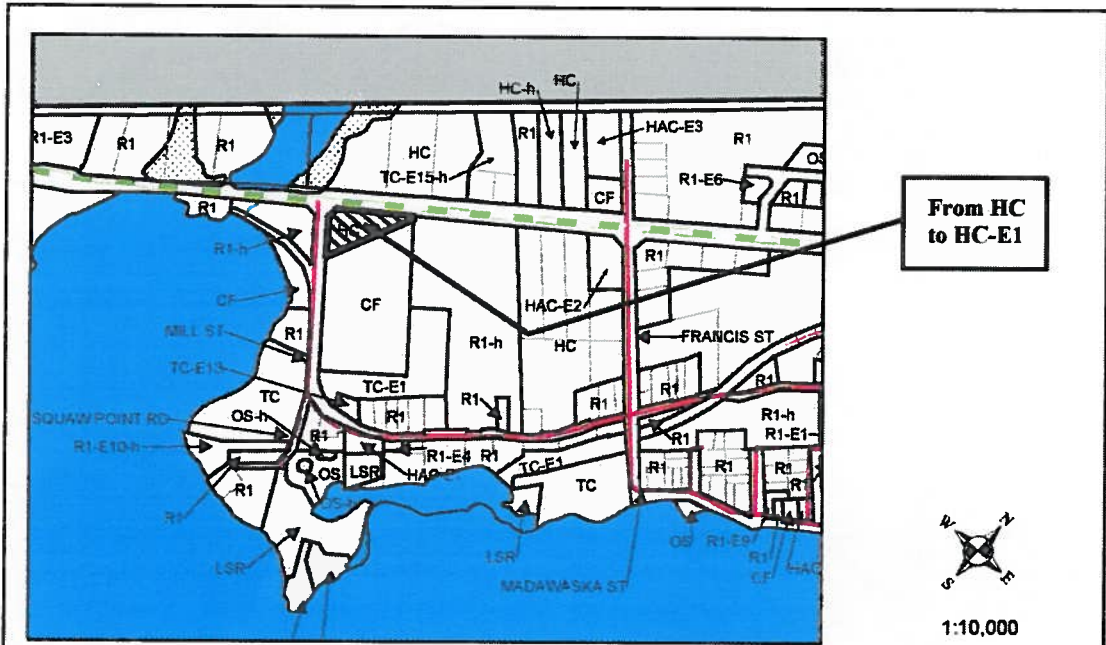 HC-h
HC
R1-E3
R1
R1
HC
R1
HAC-E3
R1
OS
TC-E15-h
CF
R1-E6
R1
R1
HC
From HC
to HC-E1
R1-h
R1
CF
CF
HAC-E2
MILL ST
R1
R1-h
HC
FRANCIS ST
TC-E13
TC-E1
R1
R1
TC
R1
R1
SQUAW POINT RD
OS-h
R1
R1-h
R1-E10-h
R1-E4
R1
R1
R1-E1
OS
LSR
TC-E1
R1
R1
R1
R1
R1
TC
OS-h
R1
LSR
LSR
OS
R1-E9
R1
CF
HAC
MADAWASKA ST
W
N
S
E
1:10,000